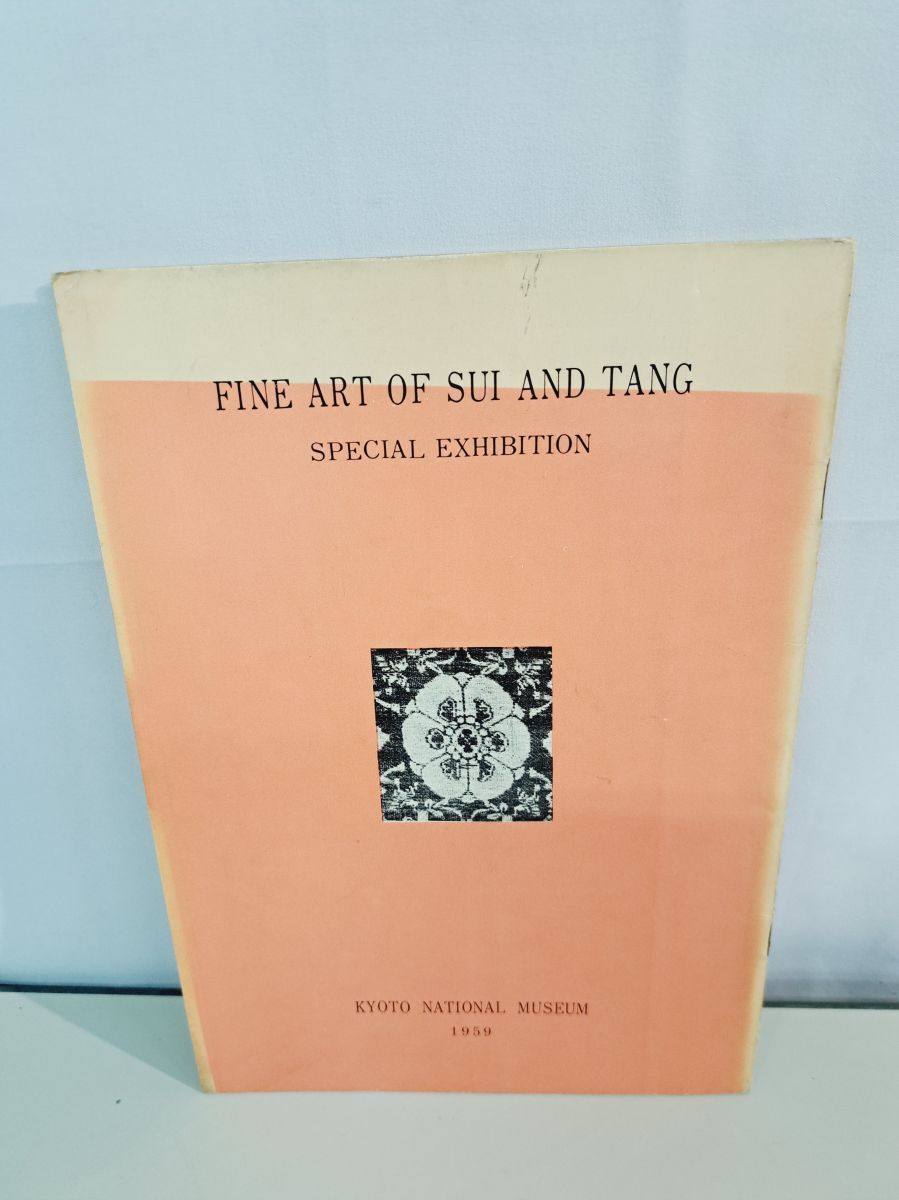 FINE ART OF SUI AND TANG
SPECIAL EXHIBITION
KYOTO NATIONAL MUSEUM
1959